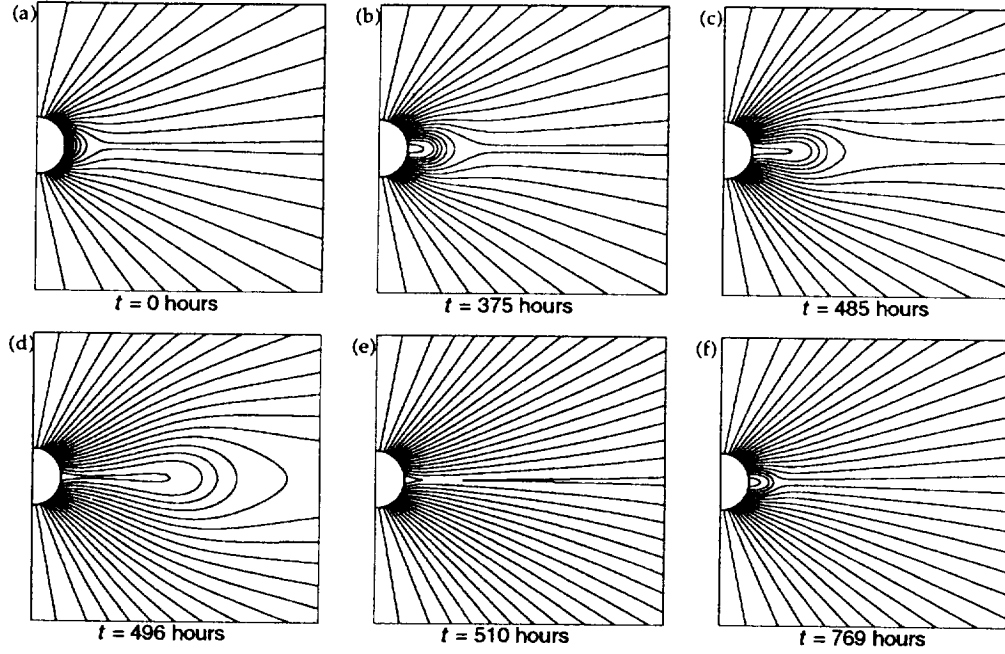 (a)
(b)
(c)
t = 0 hours
t = 375 hours
t = 485 hours
(d)
(e)
(f)
t = 496 hours
t = 510 hours
t = 769 hours